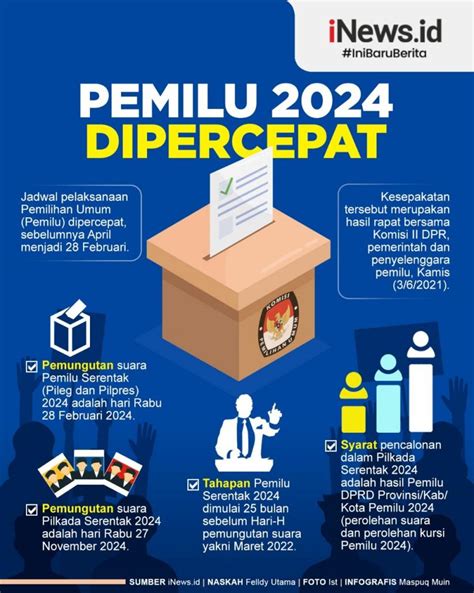 iNews.id
#IniBaruBerita
PEMILU 2024
DIPERCEPAT
Jadwal pelaksanaan
Pemilihan Umum
(Pemilu) dipercepat,
sebelumnya April
menjadi 28 Februari.
Kesepakatan
tersebut merupakan
hasil rapat bersama
Komisi II DPR,
pemerintah dan
penyelenggara
pemilu, Kamis
(3/6/2021).
KOMISI
PEMILIHAN UMUM
Pemungutan suara
Pemilu Serentak
(Pileg dan Pilpres)
2024 adalah hari Rabu
28 Februari 2024.
Pemungutan suara
Pilkada Serentak 2024
adalah hari Rabu 27
November 2024.
Tahapan Pemilu
Serentak 2024
dimulai 25 bulan
sebelum Hari-H
pemungutan suara
yakni Maret 2022.
Syarat pencalonan
dalam Pilkada
Serentak 2024
adalah hasil Pemilu
DPRD Provinsi/Kab/
Kota Pemilu 2024
(perolehan suara
dan perolehan kursi
Pemilu 2024).
SUMBER iNews.id | NASKAH Felldy Utama | FOTO Ist | INFOGRAFIS Maspuq Muin